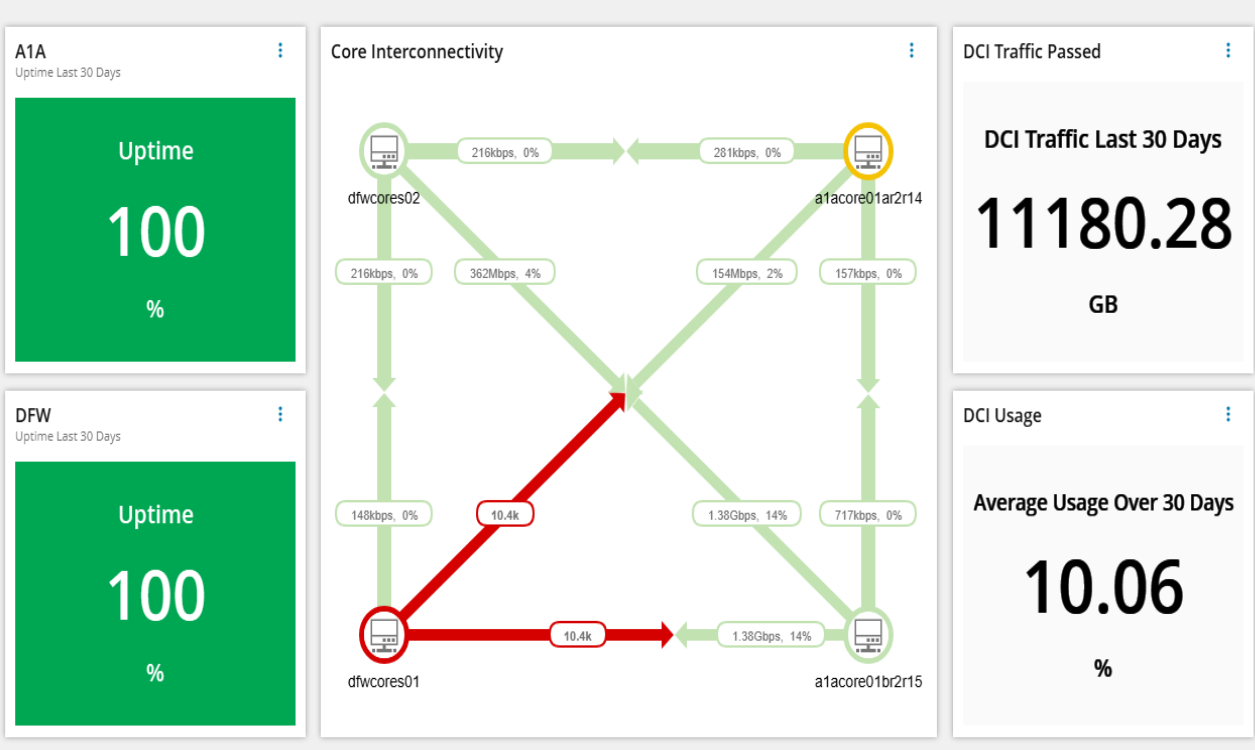 A1A
Uptime Last 30 Days
Uptime
100
%
DFW
Uptime Last 30 Days
Uptime
100
%
Core Interconnectivity
216kbps, 0%
281kbps, 0%
dfwcores02
a1acore01ar2r14
216kbps, 0%
362Mbps, 4%
154Mbps, 2%
157kbps, 0%
148kbps, 0%
10.4k
1.38Gbps, 14%
717kbps, 0%
10.4k
1.38Gbps, 14%
dfwcores01
a1acore01br2r15
DCI Traffic Passed
DCI Traffic Last 30 Days
11180.28
GB
DCI Usage
Average Usage Over 30 Days
10.06
%